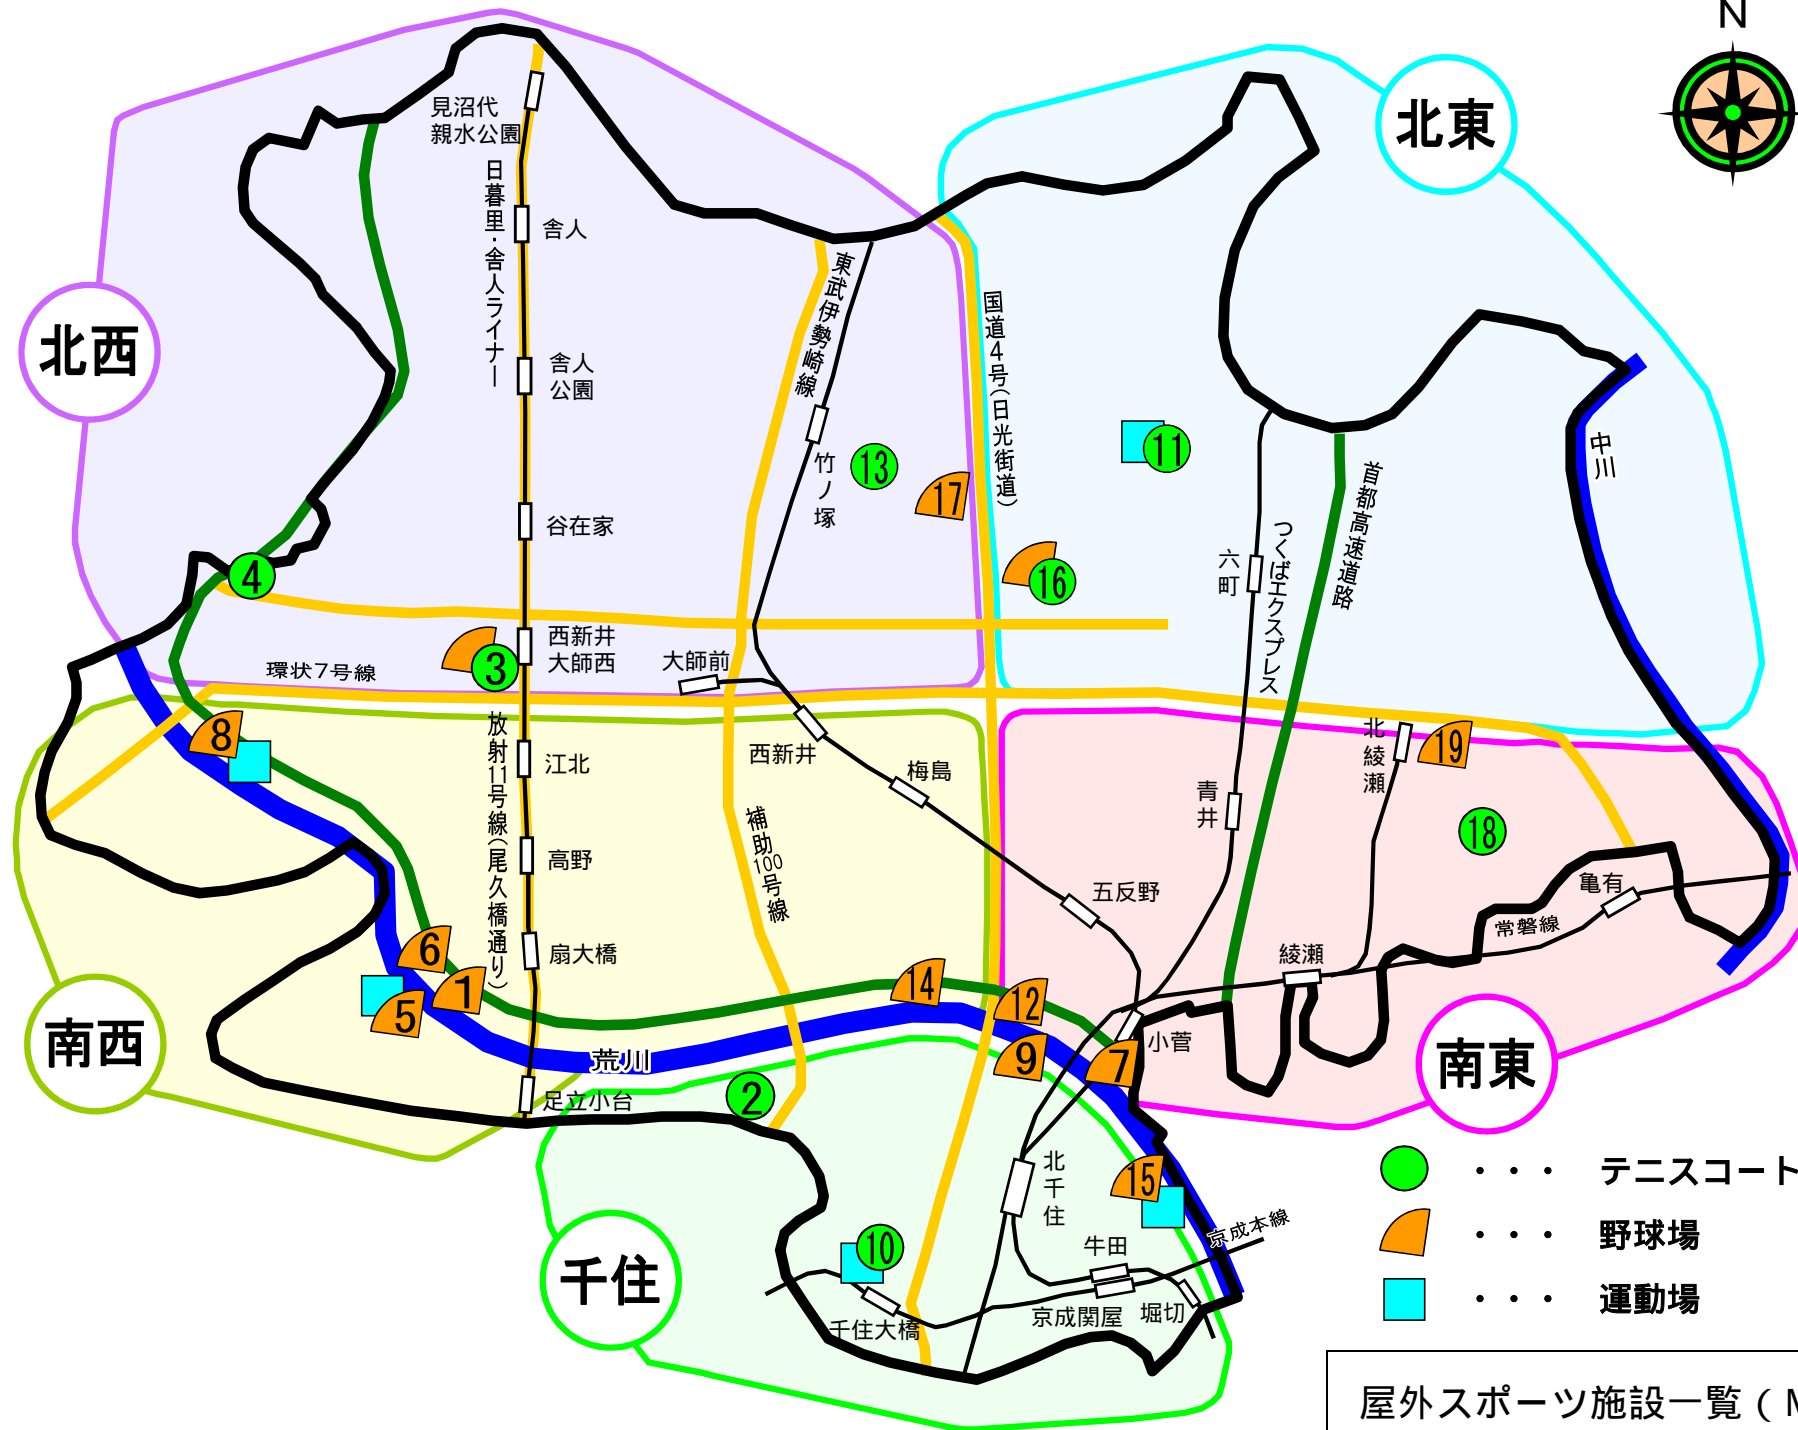 N
北東
見沼代
親水公園
日暮里・舎人ライナー
舎人
東武伊勢崎線
国道4号(日光街道)
北西
舎人
公園
中川
11
13
竹ノ塚
17
首都高速道路
谷在家
つくばエクスプレス
六町
16
4
西新井
大師西
3
大師前
環状7号線
放射11号線(尾久橋通り)
8
江北
西新井
梅島
北綾瀬
19
青井
補助100号線
18
高野
五反野
亀有
常磐線
6
扇大橋
綾瀬
1
14
12
5
南西
荒川
小菅
9
7
南東
足立小台
2
北千住
15
テニスコート
・・・
野球場
・・・
運動場
・・・
京成本線
10
牛田
千住
千住大橋
京成関屋
堀切
屋外スポーツ施設一覧(M